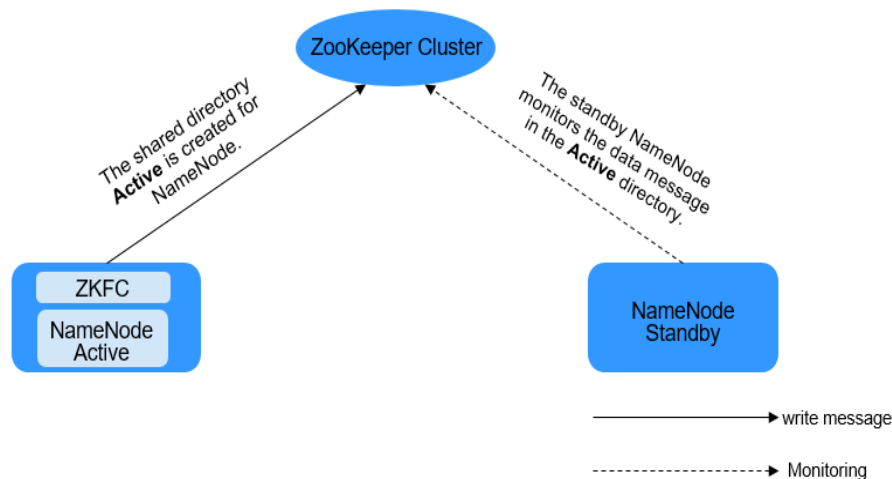 ZooKeeper Cluster
The shared directory
Active is created for
NameNode.
The standby NameNode
monitors the data message
in the Active directory.
ZKFC
NameNode
Active
NameNode
Standby
write message
Monitoring